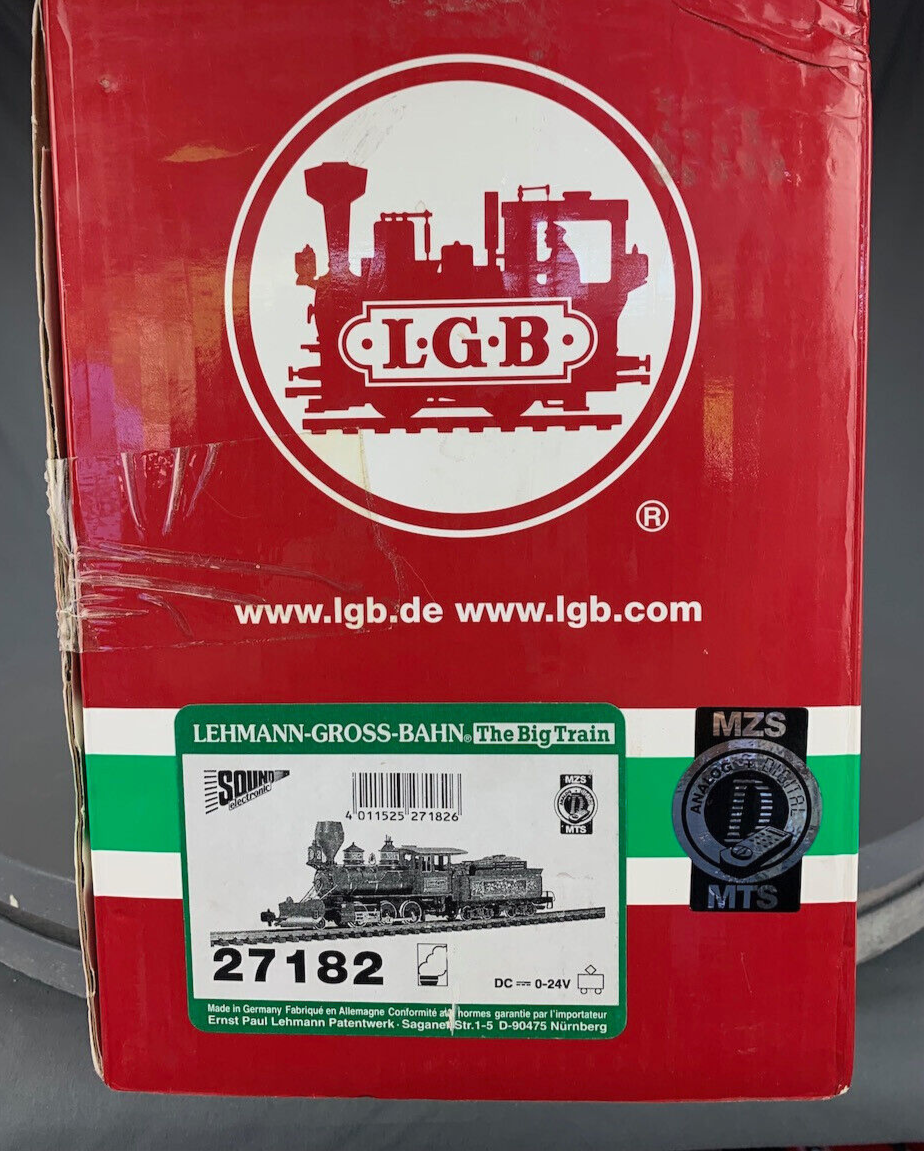 L·G·B
®
www.lgb.de www.lgb.com
LEHMANN-GROSS-BAHN® The Big Train
MZS
ANALOG DIGITAL
MTS
SOUND
electronic
4 011525 271826
MZS
MTS
27182
DC 0-24V
Made in Germany Fabriqué en Allemagne Conformité aux normes garantie par l'importateur
Ernst Paul Lehmann Patentwerk · Saganer Str.1-5 D-90475 Nürnberg